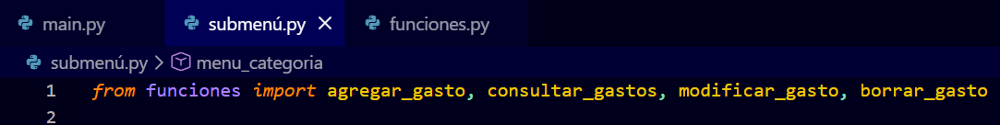 main.py submenú.py × funciones.py
submenú.py > menu_categoria
1 from funciones import agregar_gasto, consultar_gastos, modificar_gasto, borrar_gasto
2